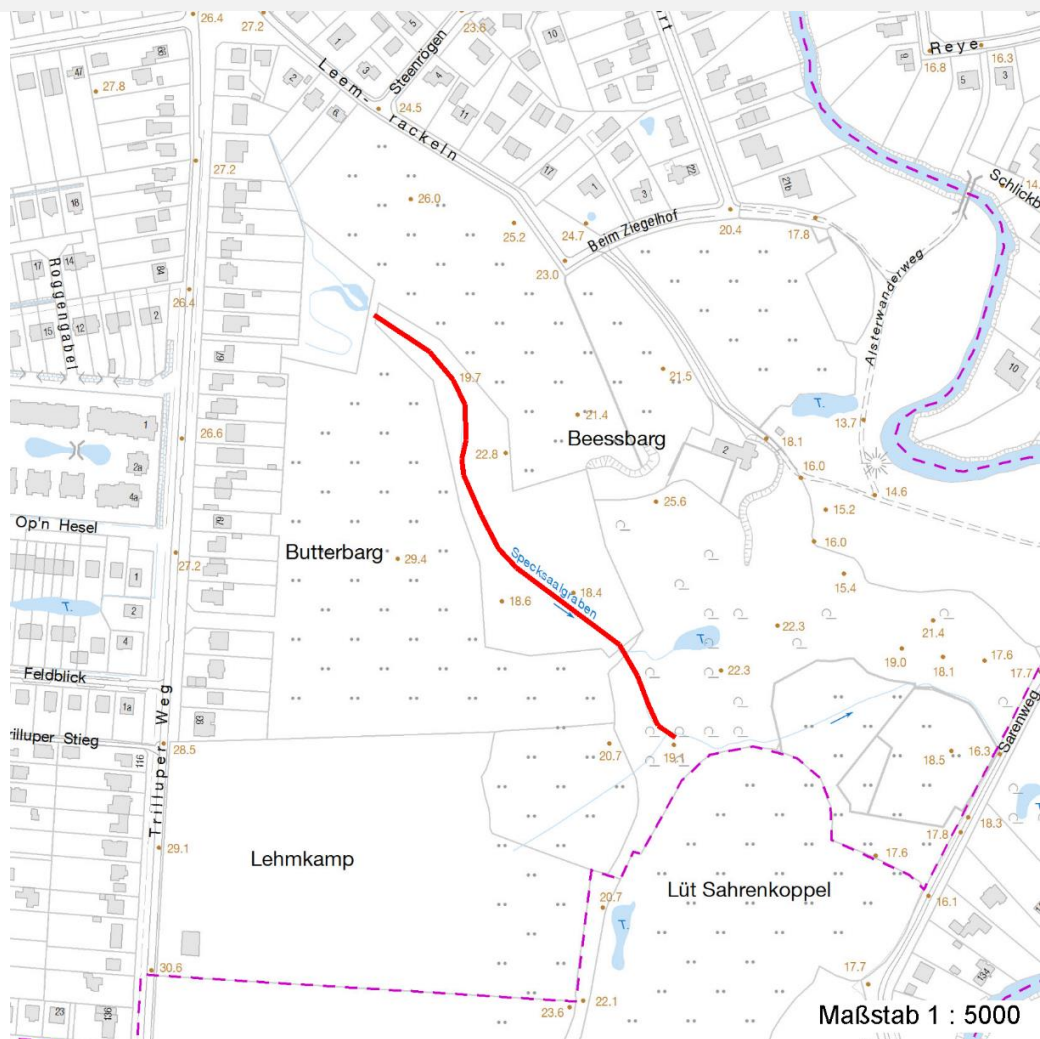 26.4
27.2
23.6
Reye
16.8
16.3
Steenrögen
Leem-
rackeln
27.8
24.5
27.2
26.0
25.2
24.7
Beim Ziegelhof
20.4
17.8
Schlickb
23.0
Roggengabel
26.4
Alsterwanderweg
19.7
21.5
21.4
T.
13.7
26.6
Beessbarg
22.8
18.1
16.0
14.6
25.6
15.2
Op'n Hesel
Butterbarg
27.2
29.4
Specksaalgraben
16.0
15.4
18.4
18.6
T.
22.3
21.4
T.
19.0
18.1
17.6
22.3
17.7
Feldblick
Trilluper Weg
rilluper Stieg
28.5
20.7
19.1
18.5
16.3
Sarenweg
18.3
17.8
29.1
Lehmkamp
17.6
Lüt Sahrenkoppel
20.7
16.1
T.
30.6
17.7
22.1
23.6
Maßstab 1 : 5000